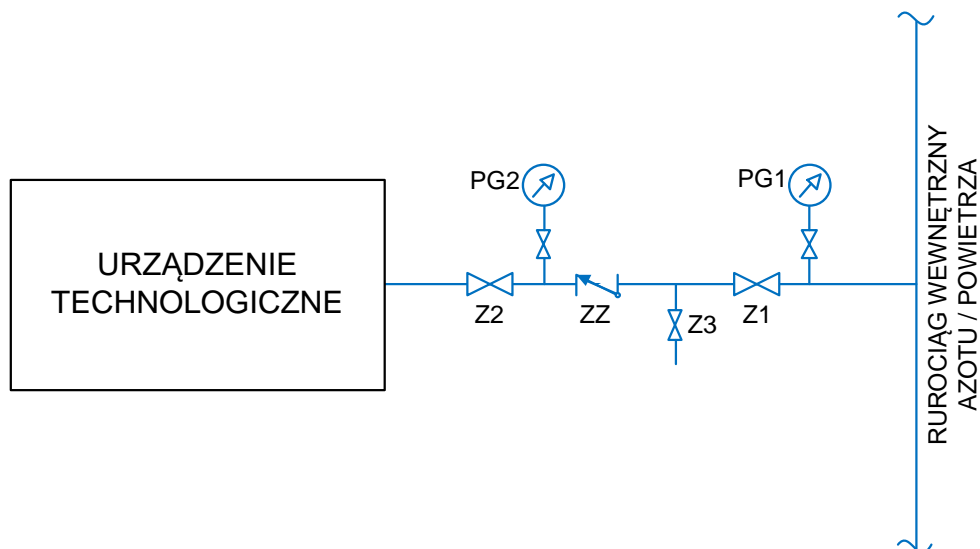 URZĄDZENIE
TECHNOLOGICZNE
PG2
PG1
Z2
ZZ
Z3
Z1
RUROCIĄG WEWNĘTRZNY
AZOTU / POWIETRZA